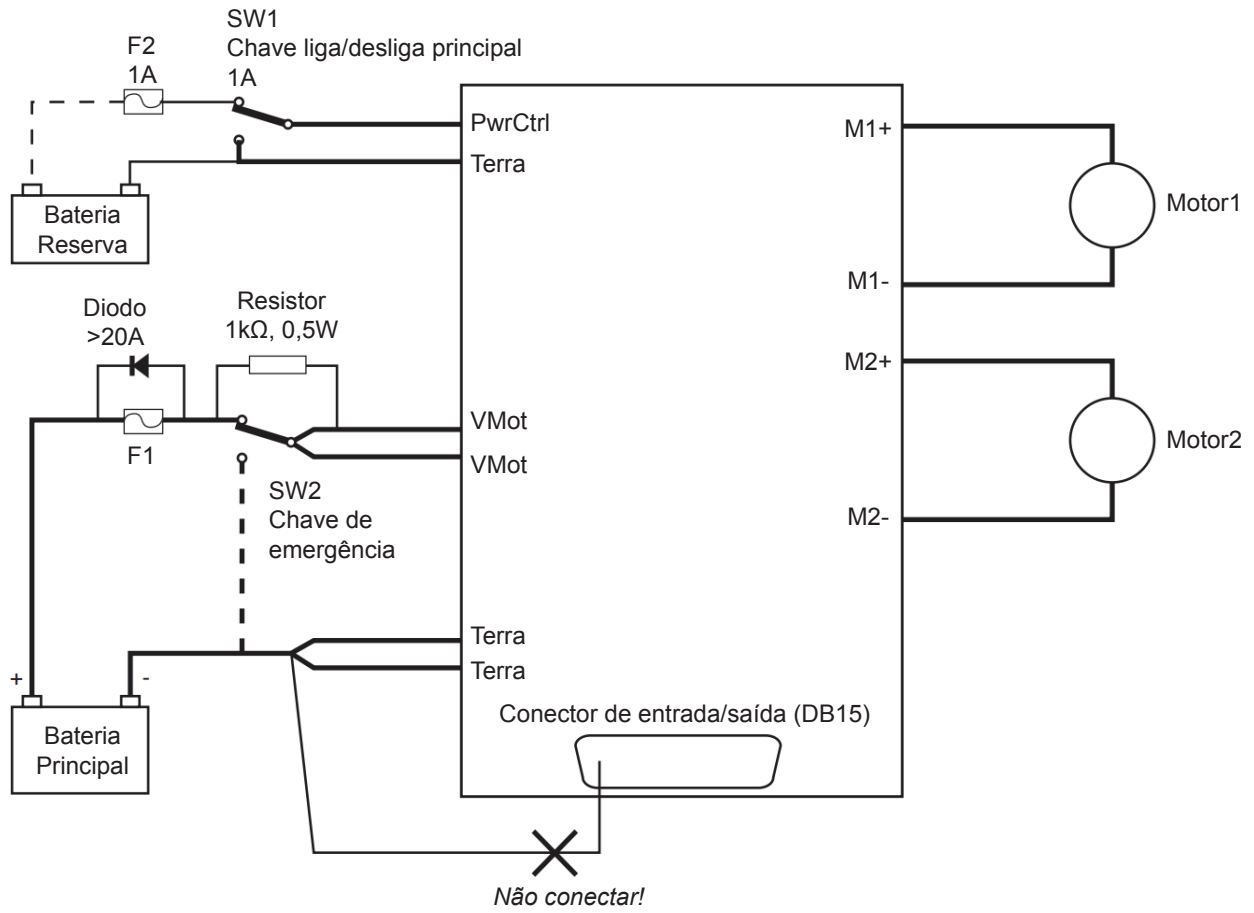 SW1
Chave liga/desliga principal
1A
F2
1A
PwrCtrl
Terra
Bateria
Reserva
M1+
M1-
Motor1
Diodo
>20A
Resistor
1kΩ, 0,5W
F1
VMot
VMot
SW2
Chave de
emergência
M2+
M2-
Motor2
Terra
Terra
+
-
Bateria
Principal
Conector de entrada/saída (DB15)
Não conectar!